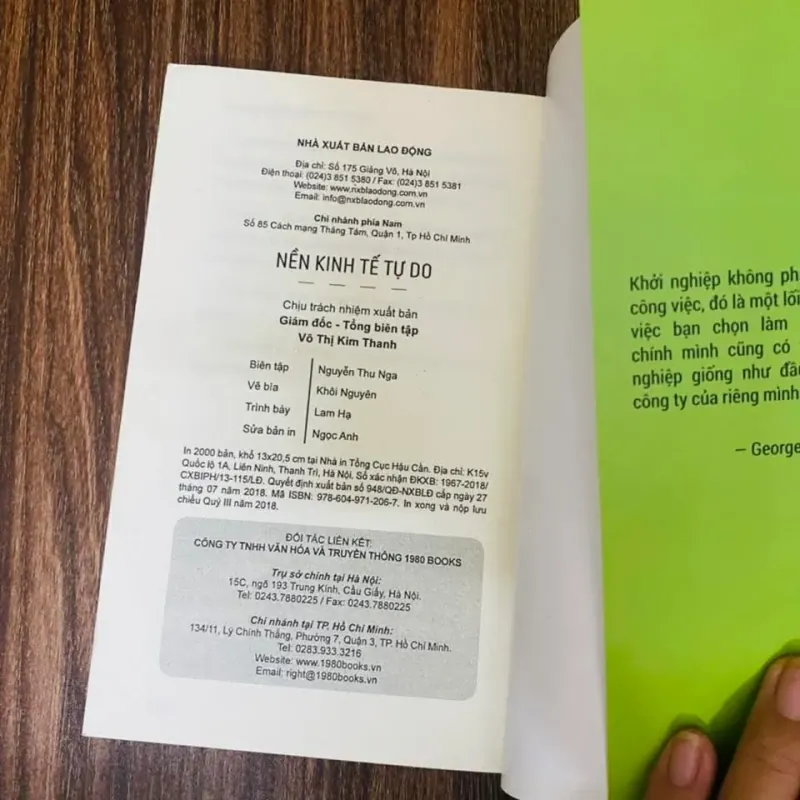 NHÀ XUẤT BẢN LAO ĐỘNG
Địa chỉ: Số 175 Giảng Võ, Hà Nội
Điện thoại: (024)3 851 5380 / Fax: (024)3 851 5381
Website: www.nxblaodong.com.vn
Email: info@nxblaodong.com.vn
Chi nhánh phía Nam
Số 85 Cách mạng Tháng Tám, Quận 1, Tp Hồ Chí Minh
NỀN KINH TẾ TỰ DO
Chịu trách nhiệm xuất bản
Giám đốc - Tổng biên tập
Võ Thị Kim Thanh
Biên tập Nguyễn Thu Nga
Vẽ bìa Khôi Nguyên
Trình bày Lam Hạ
Sửa bản in Ngọc Anh
In 2000 bản, khổ 13x20,5 cm tại Nhà in Tổng Cục Hậu Cần. Địa chỉ: K15v
Quốc lộ 1A, Liên Ninh, Thanh Trì, Hà Nội. Số xác nhận ĐKXB: 1967-2018/
CXBIPH/13-115/LĐ. Quyết định xuất bản số 948/QĐ-NXBLĐ cấp ngày 27
tháng 07 năm 2018. Mã ISBN: 978-604-971-206-7. In xong và nộp lưu
chiểu Quý III năm 2018.
ĐỐI TÁC LIÊN KẾT:
CÔNG TY TNHH VĂN HÓA VÀ TRUYỀN THÔNG 1980 BOOKS
Trụ sở chính tại Hà Nội:
15C, ngõ 193 Trung Kính, Cầu Giấy, Hà Nội.
Tel: 0243.7880225 / Fax: 0243.7880225
Chi nhánh tại TP. Hồ Chí Minh:
134/11, Lý Chính Thắng, Phường 7, Quận 3, TP. Hồ Chí Minh.
Tel: 0283.933.3216
Website: www.1980books.vn
Email: right@1980books.vn
Khởi nghiệp không ph
công việc, đó là một lối
việc bạn chọn làm
chính mình cũng có
nghiệp giống như đầ
công ty của riêng mình
— George